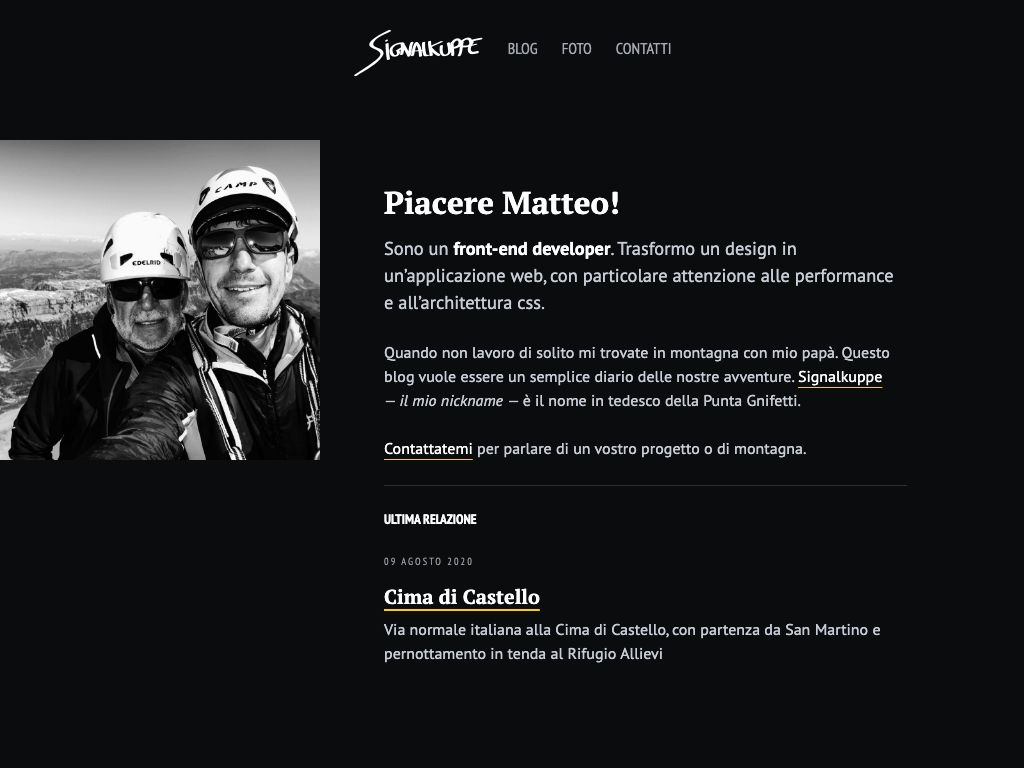 SIGNALKUPPE BLOG FOTO CONTATTI
CAMP
EDELRID
Piacere Matteo!
Sono un front-end developer. Trasformo un design in
un’applicazione web, con particolare attenzione alle performance
e all’architettura css.
Quando non lavoro di solito mi trovate in montagna con mio papà. Questo
blog vuole essere un semplice diario delle nostre avventure. Signalkuppe
— il mio nickname — è il nome in tedesco della Punta Gnifetti.
Contattatemi per parlare di un vostro progetto o di montagna.
ULTIMA RELAZIONE
09 AGOSTO 2020
Cima di Castello
Via normale italiana alla Cima di Castello, con partenza da San Martino e
pernottamento in tenda al Rifugio Allievi